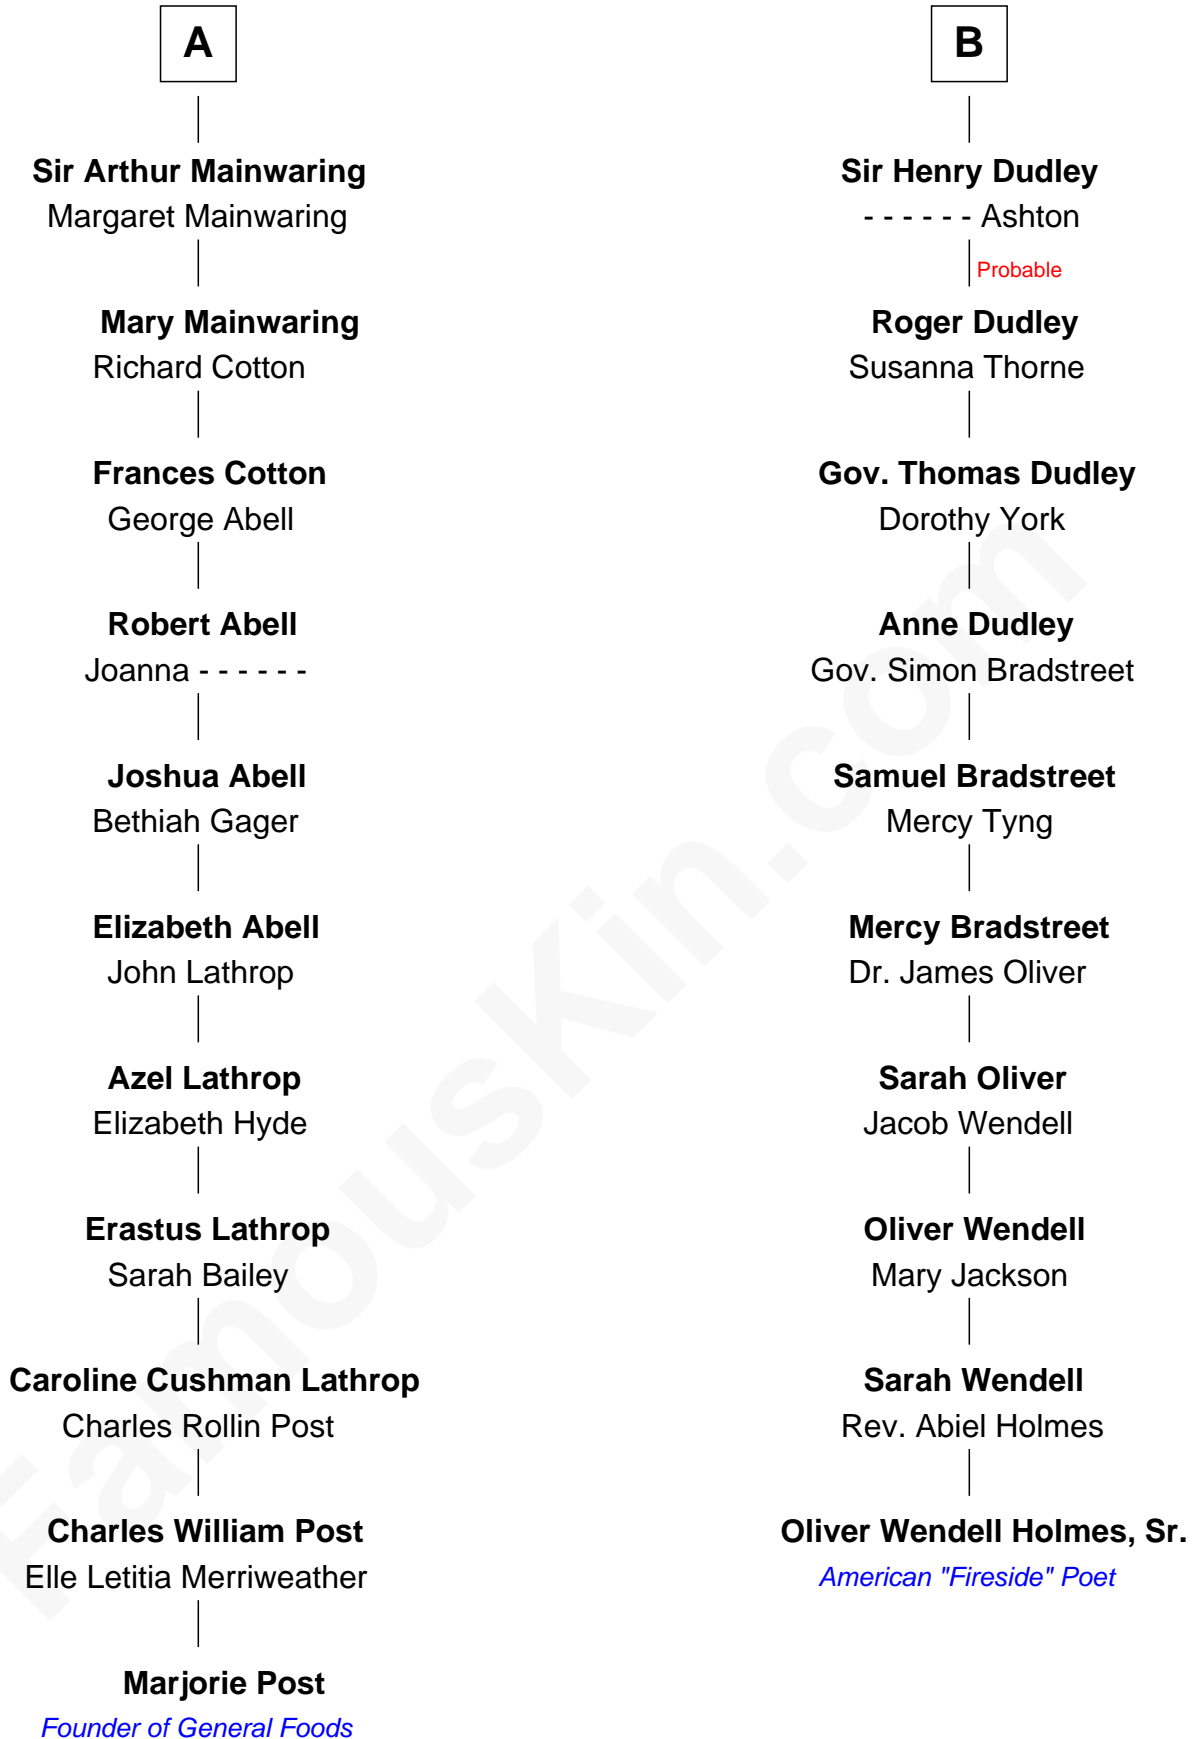 A
Sir Arthur Mainwaring
Margaret Mainwaring
Mary Mainwaring
Richard Cotton
Frances Cotton
George Abell
Robert Abell
Joanna - - - - - -
Joshua Abell
Bethiah Gager
Elizabeth Abell
John Lathrop
Azel Lathrop
Elizabeth Hyde
Erastus Lathrop
Sarah Bailey
Caroline Cushman Lathrop
Charles Rollin Post
Charles William Post
Elle Letitia Merriweather
Marjorie Post
Founder of General Foods
B
Sir Henry Dudley
- - - - - - Ashton
Probable
Roger Dudley
Susanna Thorne
Gov. Thomas Dudley
Dorothy York
Anne Dudley
Gov. Simon Bradstreet
Samuel Bradstreet
Mercy Tyng
Mercy Bradstreet
Dr. James Oliver
Sarah Oliver
Jacob Wendell
Oliver Wendell
Mary Jackson
Sarah Wendell
Rev. Abiel Holmes
Oliver Wendell Holmes, Sr.
American "Fireside" Poet
FamousKin.com